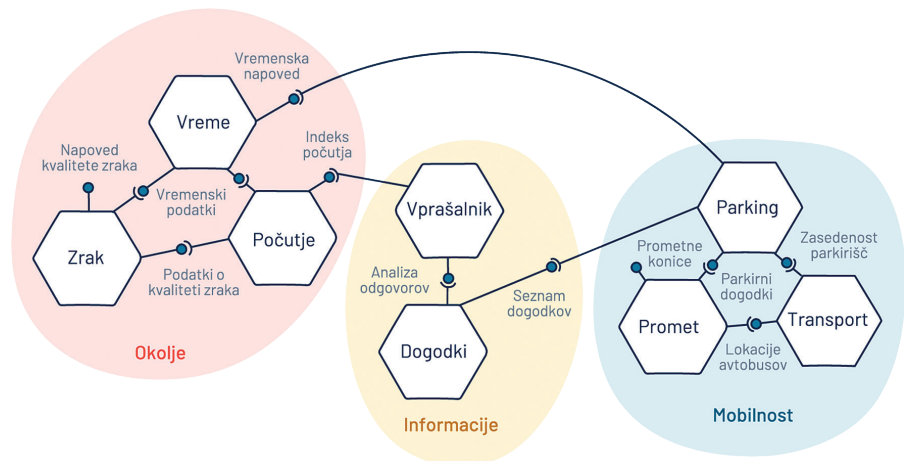 Vremenska
napoved
Vreme
Napoved
kvalitete zraka
Indeks
počutja
Vremenski
podatki
Zrak
Počutje
Podatki o
kvaliteti zraka
Okolje
Vprašalnik
Analiza
odgovorov
Seznam
dogodkov
Dogodki
Informacije
Parking
Prometne
konice
Zasedenost
parkirišč
Parkirni
dogodki
Promet
Transport
Lokacije
avtobusov
Mobilnost